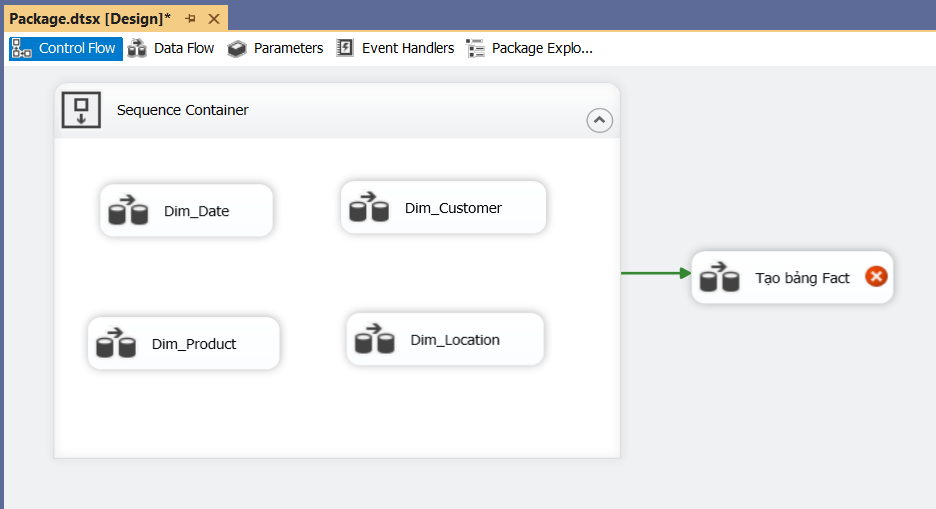 Package.dtsx [Design]*
Control Flow Data Flow Parameters Event Handlers Package Explo...
Sequence Container
Dim_Date Dim_Customer
Tạo bảng Fact
Dim_Product Dim_Location